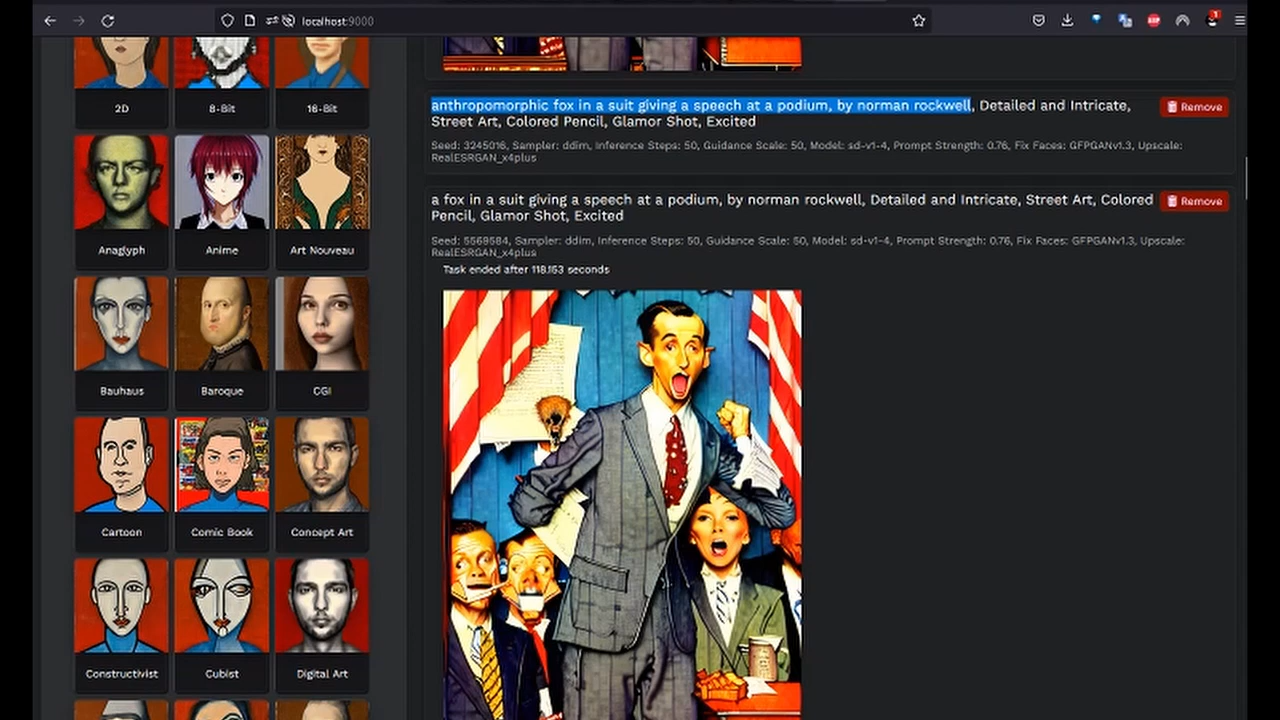 localhost:9000
2D
8-Bit
16-Bit
Anaglyph
Anime
Art Nouveau
Bauhaus
Baroque
CGI
Cartoon
Comic Book
Concept Art
Constructivist
Cubist
Digital Art
anthropomorphic fox in a suit giving a speech at a podium, by norman rockwell, Detailed and Intricate,
Street Art, Colored Pencil, Glamor Shot, Excited
Remove
Seed: 3245016, Sampler: ddim, Inference Steps: 50, Guidance Scale: 50, Model: sd-v1-4, Prompt Strength: 0.76, Fix Faces: GFPGANv1.3, Upscale:
RealESRGAN_x4plus
a fox in a suit giving a speech at a podium, by norman rockwell, Detailed and Intricate, Street Art, Colored
Pencil, Glamor Shot, Excited
Remove
Seed: 5569584, Sampler: ddim, Inference Steps: 50, Guidance Scale: 50, Model: sd-v1-4, Prompt Strength: 0.76, Fix Faces: GFPGANv1.3, Upscale:
RealESRGAN_x4plus
Task ended after 118.153 seconds